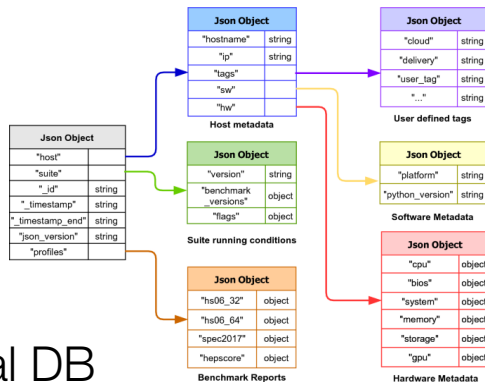 Json Object
"host"
"suite"
"_id" string
"_timestamp" string
"_timestamp_end" string
"json_version" string
"profiles"
Json Object
"hostname" string
"ip" string
"tags"
"sw"
"hw"
Host metadata
Json Object
"version" string
"benchmark
_versions" object
"flags" object
Suite running conditions
Json Object
"hs06_32" object
"hs06_64" object
"spec2017" object
"hepscore" object
Benchmark Reports
Json Object
"cloud" string
"delivery" string
"user_tag" string
"..." string
User defined tags
Json Object
"platform" string
"python_version" string
Software Metadata
Json Object
"cpu" object
"bios" object
"system" object
"memory" object
"storage" object
"gpu" object
Hardware Metadata
al DB